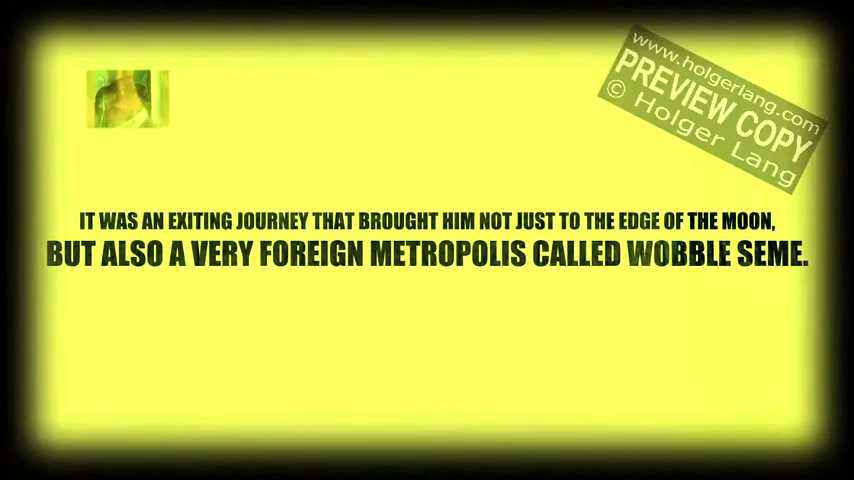 www.holgerlang.com
PREVIEW COPY
© Holger Lang
IT WAS AN EXITING JOURNEY THAT BROUGHT HIM NOT JUST TO THE EDGE OF THE MOON,
BUT ALSO A VERY FOREIGN METROPOLIS CALLED WOBBLE SEME.